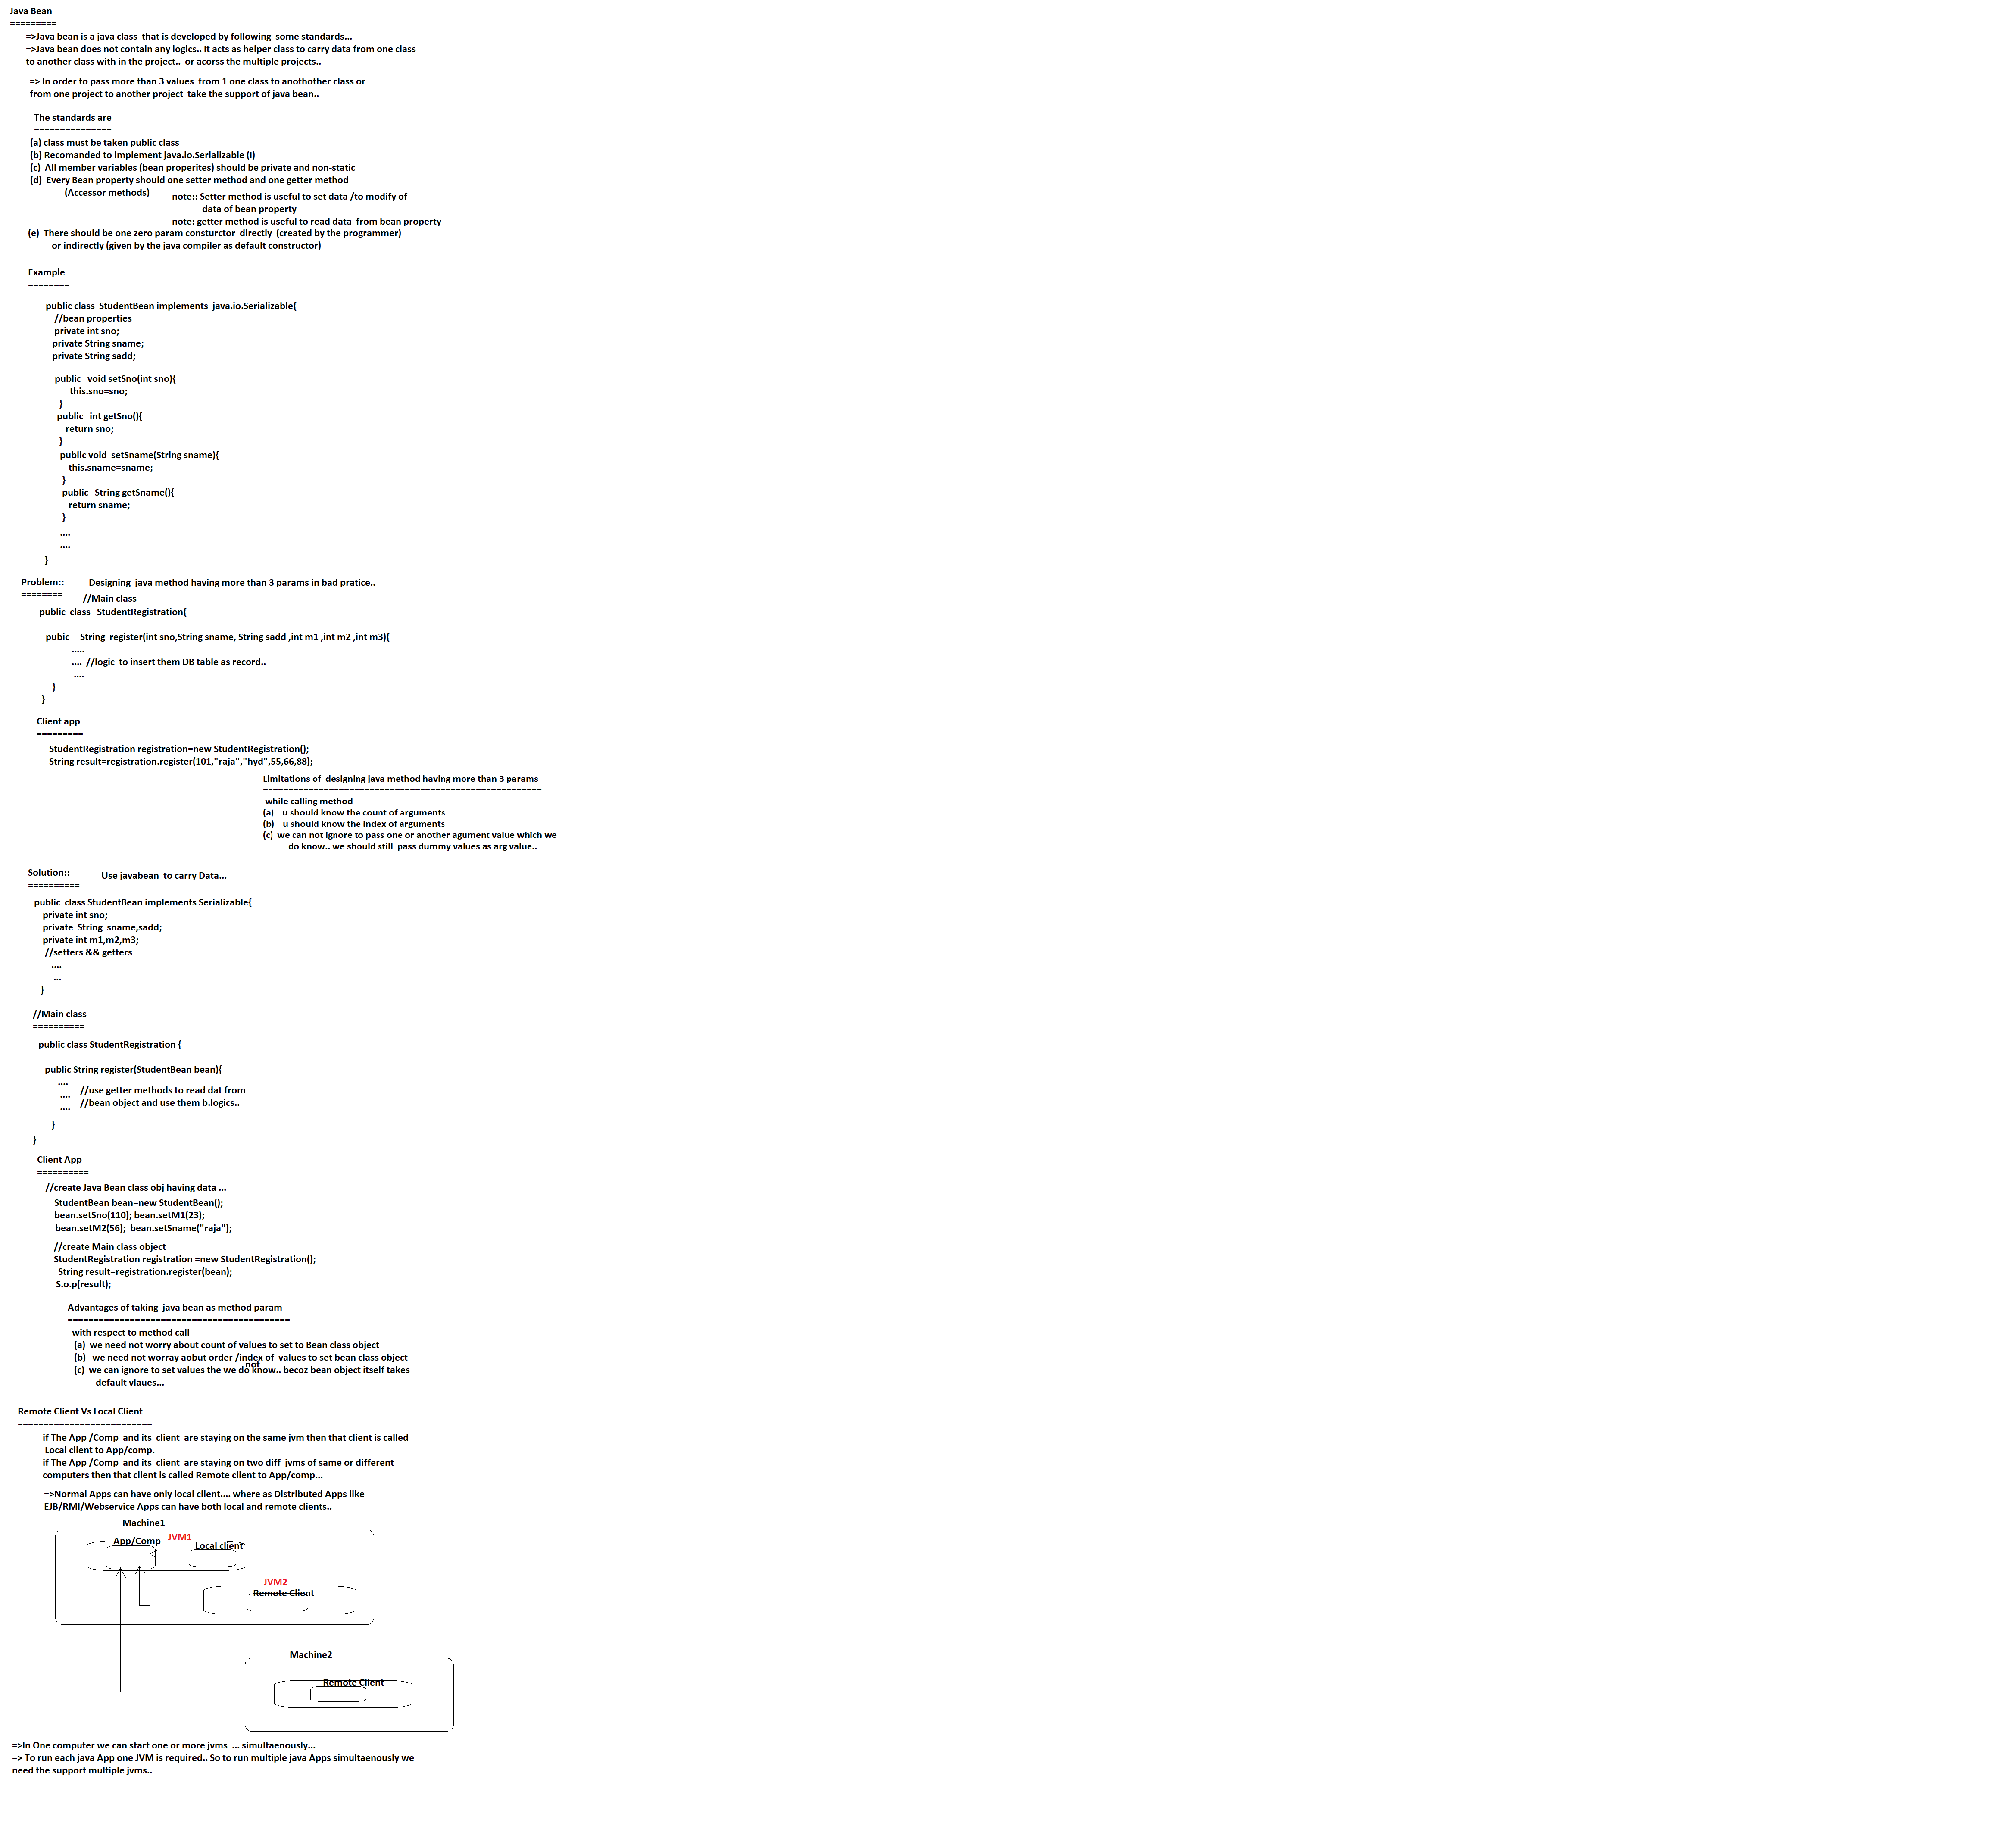 Java Bean
=========
=>Java bean is a java class  that is developed by following  some standards...
=>Java bean does not contain any logics.. It acts as helper class to carry data from one class
to another class with in the project..  or acorss the multiple projects..
=> In order to pass more than 3 values  from 1 one class to anothother class or
from one project to another project  take the support of java bean..
The standards are
===============
(a) class must be taken public class
(b) Recomanded to implement java.io.Serializable (I)
(c)  All member variables (bean properites) should be private and non-static
(d)  Every Bean property should one setter method and one getter method
(Accessor methods)
note:: Setter method is useful to set data /to modify of
data of bean property
note: getter method is useful to read data  from bean property
(e)  There should be one zero param consturctor  directly  (created by the programmer)
or indirectly (given by the java compiler as default constructor)
Example
========
public class  StudentBean implements  java.io.Serializable{
//bean properties
private int sno;
private String sname;
private String sadd;
public   void setSno(int sno){
this.sno=sno;
}
public   int getSno(){
return sno;
}
public void  setSname(String sname){
this.sname=sname;
}
public   String getSname(){
return sname;
}
....
....
}
Problem::        Designing  java method having more than 3 params in bad pratice..
========
//Main class
public  class   StudentRegistration{
pubic     String  register(int sno,String sname, String sadd ,int m1 ,int m2 ,int m3){
.....
....  //logic  to insert them DB table as record..
....
}
}
Client app
=========
StudentRegistration registration=new StudentRegistration();
String result=registration.register(101,"raja","hyd",55,66,88);
Limitations of  designing java method having more than 3 params
=======================================================
while calling method
(a)    u should know the count of arguments
(b)    u should know the index of arguments
(c)  we can not ignore to pass one or another agument value which we
do know.. we should still  pass dummy values as arg value..
Solution::          Use javabean  to carry Data...
==========
public  class StudentBean implements Serializable{
private int sno;
private  String  sname,sadd;
private int m1,m2,m3;
//setters && getters
....
...
}
//Main class
==========
public class StudentRegistration {
public String register(StudentBean bean){
....
....    //use getter methods to read dat from
....    //bean object and use them b.logics..
}
}
Client App
==========
//create Java Bean class obj having data ...
StudentBean bean=new StudentBean();
bean.setSno(110); bean.setM1(23);
bean.setM2(56);  bean.setSname("raja");
//create Main class object
StudentRegistration registration =new StudentRegistration();
String result=registration.register(bean);
S.o.p(result);
Advantages of taking  java bean as method param
===========================================
with respect to method call
(a)  we need not worry about count of values to set to Bean class object
(b)   we need not worray aobut order /index of  values to set bean class object
not
(c)  we can ignore to set values the we do know.. becoz bean object itself takes
default vlaues...
Remote Client Vs Local Client
==========================
if The App /Comp  and its  client  are staying on the same jvm then that client is called
Local client to App/comp.
if The App /Comp  and its  client  are staying on two diff  jvms of same or different
computers then that client is called Remote client to App/comp...
=>Normal Apps can have only local client.... where as Distributed Apps like
EJB/RMI/Webservice Apps can have both local and remote clients..
Machine1
JVM1
App/Comp
Local client
JVM2
Remote Client
Machine2
Remote Client
=>In One computer we can start one or more jvms  ... simultaenously...
=> To run each java App one JVM is required.. So to run multiple java Apps simultaenously we
need the support multiple jvms..